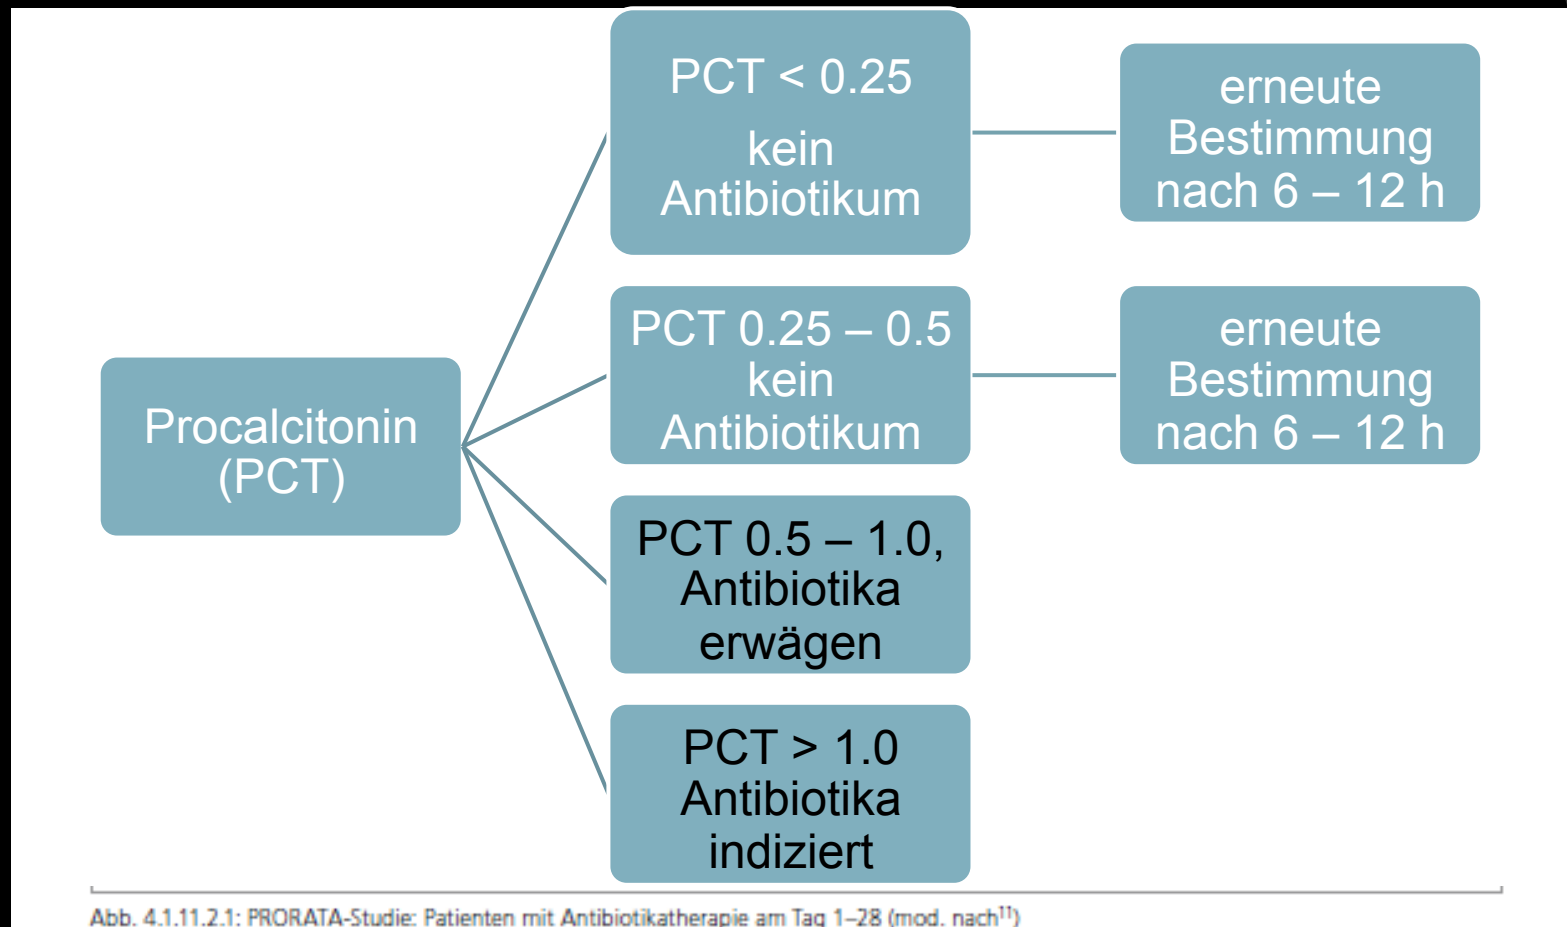 Procalcitonin
(PCT)
PCT < 0.25
kein
Antibiotikum
erneute
Bestimmung
nach 6 – 12 h
PCT 0.25 – 0.5
kein
Antibiotikum
erneute
Bestimmung
nach 6 – 12 h
PCT 0.5 – 1.0,
Antibiotika
erwägen
PCT > 1.0
Antibiotika
indiziert
Abb. 4.1.11.2.1: PRORATA-Studie: Patienten mit Antibiotikatherapie am Tag 1–28 (mod. nach¹¹)